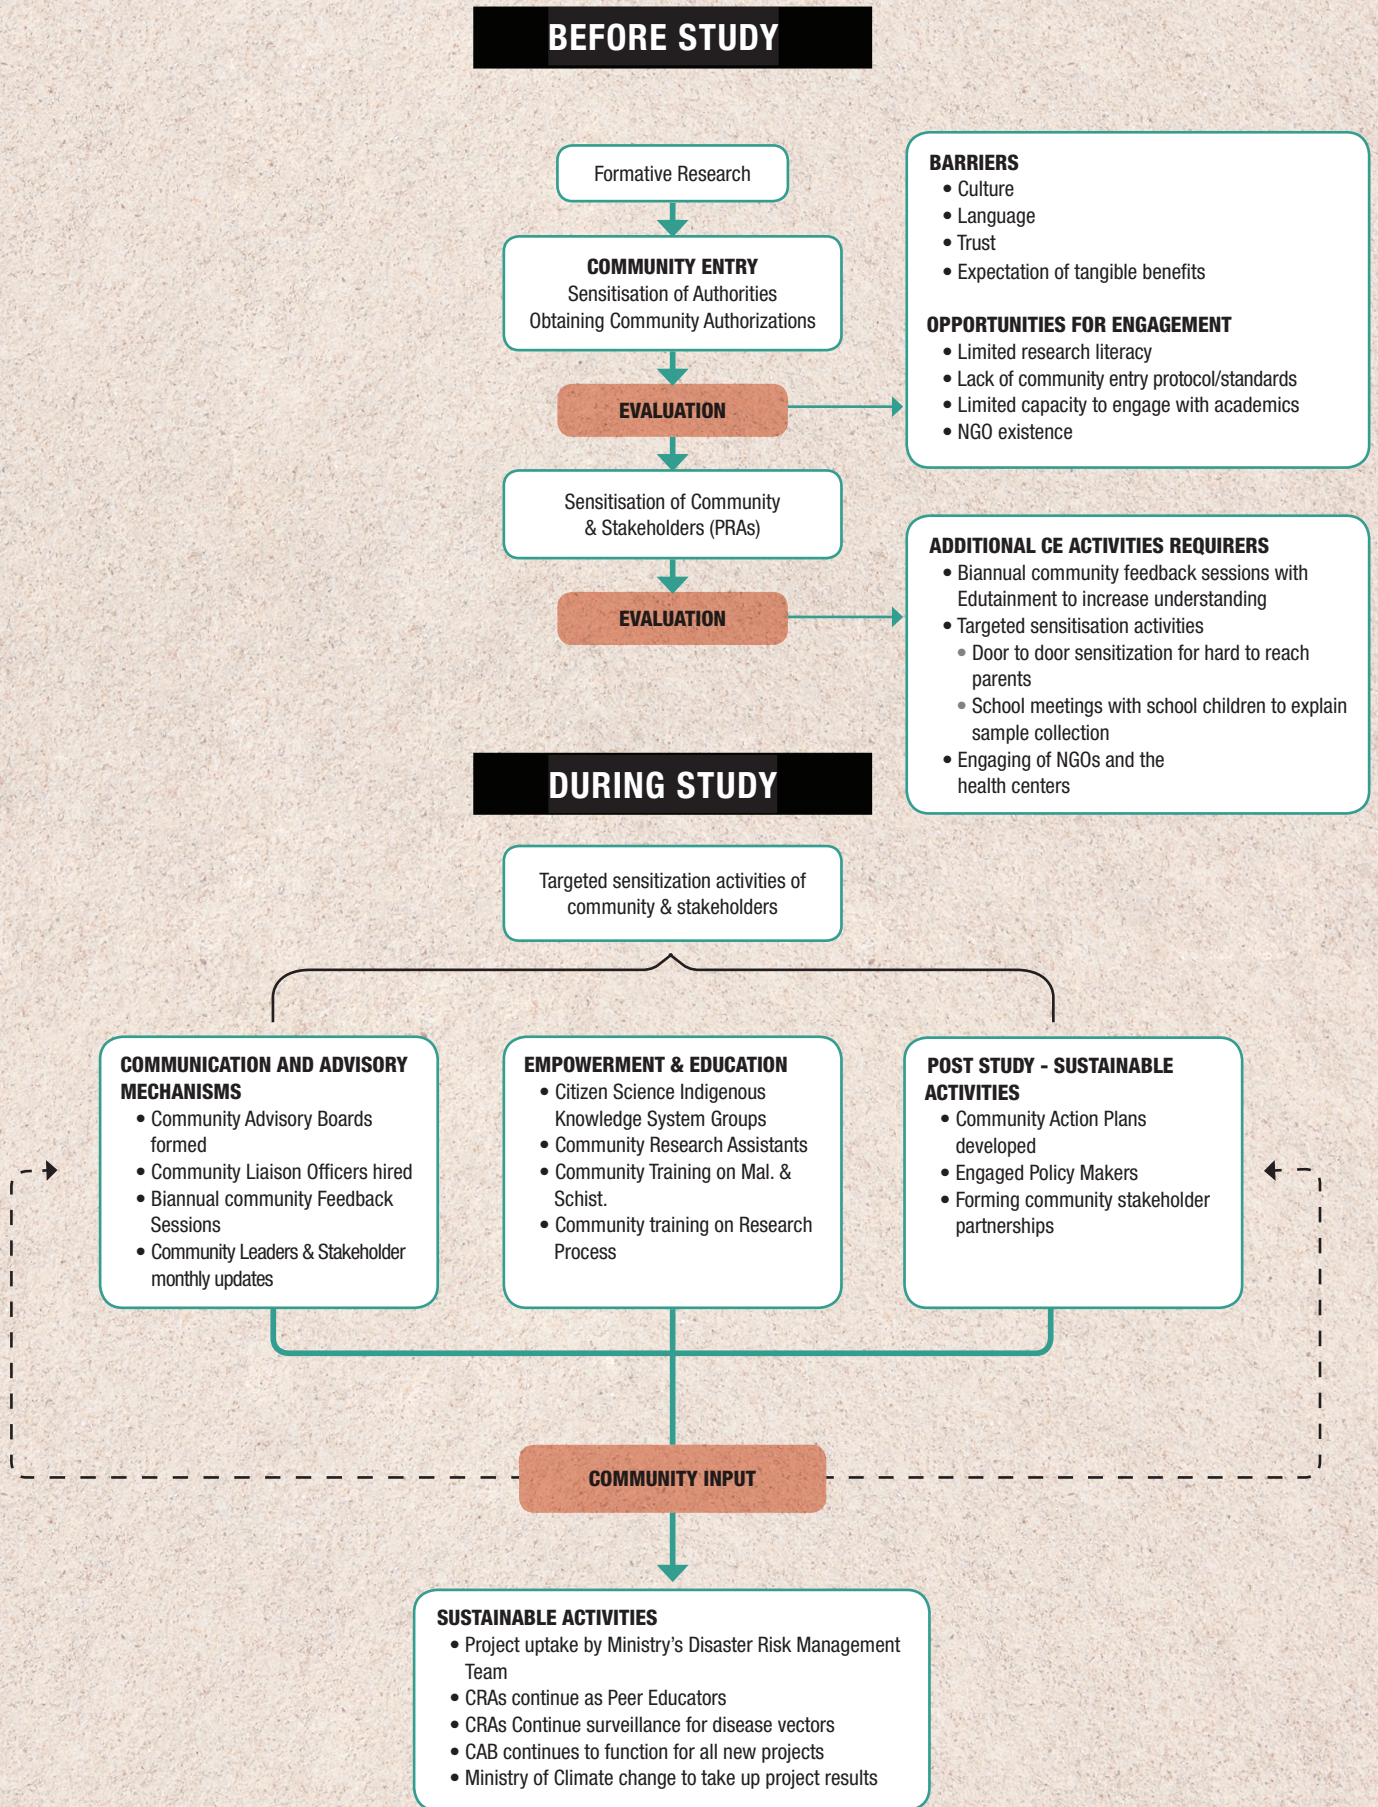 BEFORE STUDY
Formative Research
COMMUNITY ENTRY
Sensitisation of Authorities
Obtaining Community Authorizations
EVALUATION
BARRIERS
• Culture
• Language
• Trust
• Expectation of tangible benefits
OPPORTUNITIES FOR ENGAGEMENT
• Limited research literacy
• Lack of community entry protocol/standards
• Limited capacity to engage with academics
• NGO existence
Sensitisation of Community
& Stakeholders (PRAs)
EVALUATION
ADDITIONAL CE ACTIVITIES REQUIRERS
• Biannual community feedback sessions with
Edutainment to increase understanding
• Targeted sensitisation activities
• Door to door sensitization for hard to reach
parents
• School meetings with school children to explain
sample collection
• Engaging of NGOs and the
health centers
DURING STUDY
Targeted sensitization activities of
community & stakeholders
COMMUNICATION AND ADVISORY
MECHANISMS
• Community Advisory Boards
formed
• Community Liaison Officers hired
• Biannual community Feedback
Sessions
• Community Leaders & Stakeholder
monthly updates
EMPOWERMENT & EDUCATION
• Citizen Science Indigenous
Knowledge System Groups
• Community Research Assistants
• Community Training on Mal. &
Schist.
• Community training on Research
Process
POST STUDY - SUSTAINABLE
ACTIVITIES
• Community Action Plans
developed
• Engaged Policy Makers
• Forming community stakeholder
partnerships
COMMUNITY INPUT
SUSTAINABLE ACTIVITIES
• Project uptake by Ministry's Disaster Risk Management
Team
• CRAs continue as Peer Educators
• CRAs Continue surveillance for disease vectors
• CAB continues to function for all new projects
• Ministry of Climate change to take up project results